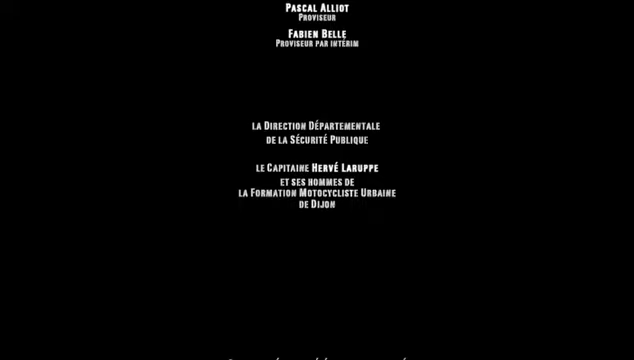 Pascal Alliot
Proviseur
Fabien Belle
Proviseur par intérim
la Direction Départementale
de la Sécurité Publique
le Capitaine Hervé Laruppe
et ses hommes de
la Formation Motocycliste Urbaine
de Dijon